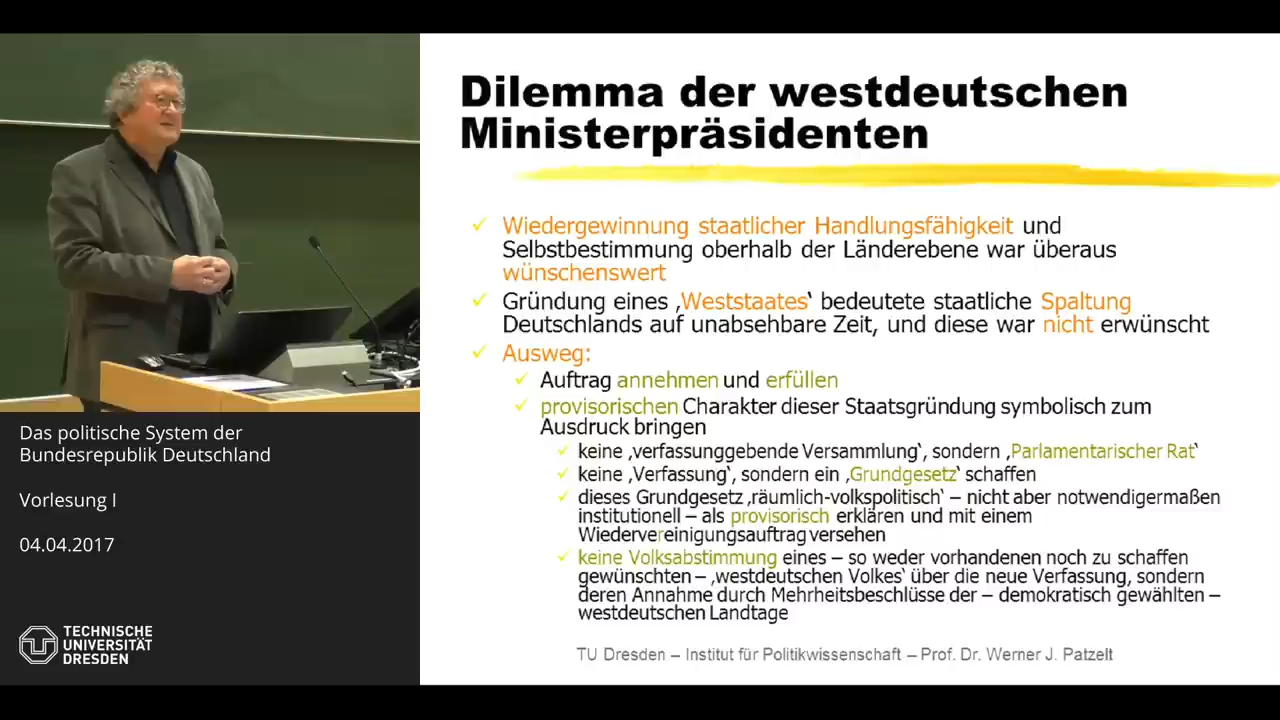 Dilemma der westdeutschen
Ministerpräsidenten
Wiedergewinnung staatlicher Handlungsfähigkeit und
Selbstbestimmung oberhalb der Länderebene war überaus
wünschenswert
Gründung eines ‚Weststaates‘ bedeutete staatliche Spaltung
Deutschlands auf unabsehbare Zeit, und diese war nicht erwünscht
Ausweg:
Auftrag annehmen und erfüllen
provisorischen Charakter dieser Staatsgründung symbolisch zum
Ausdruck bringen
keine ‚verfassunggebende Versammlung‘, sondern ‚Parlamentarischer Rat‘
keine ‚Verfassung‘, sondern ein ‚Grundgesetz‘ schaffen
dieses Grundgesetz ‚räumlich-volkspolitisch‘ – nicht aber notwendigermaßen
institutionell – als provisorisch erklären und mit einem
Wiedervereinigungsauftrag versehen
keine Volksabstimmung eines – so weder vorhandenen noch zu schaffen
gewünschten – ‚westdeutschen Volkes‘ über die neue Verfassung, sondern
deren Annahme durch Mehrheitsbeschlüsse der – demokratisch gewählten –
westdeutschen Landtage
TU Dresden – Institut für Politikwissenschaft – Prof. Dr. Werner J. Patzelt
Das politische System der
Bundesrepublik Deutschland
Vorlesung I
04.04.2017
TECHNISCHE
UNIVERSITÄT
DRESDEN